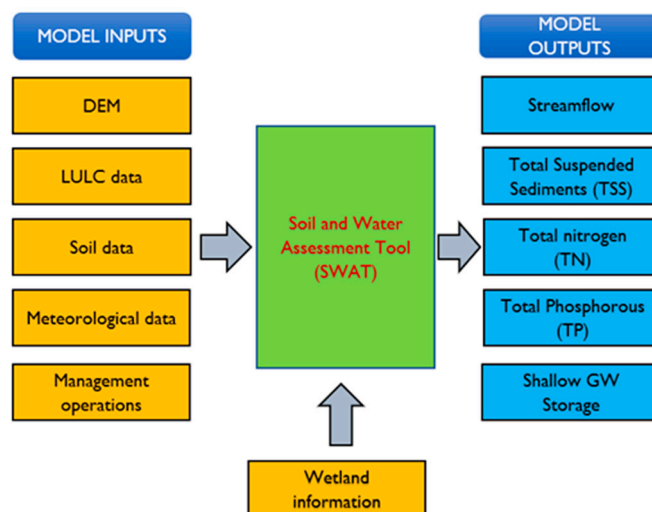 MODEL INPUTS
DEM
LULC data
Soil data
Meteorological data
Management
operations
Soil and Water
Assessment Tool
(SWAT)
Wetland
information
MODEL
OUTPUTS
Streamflow
Total Suspended
Sediments (TSS)
Total nitrogen
(TN)
Total Phosphorous
(TP)
Shallow GW
Storage